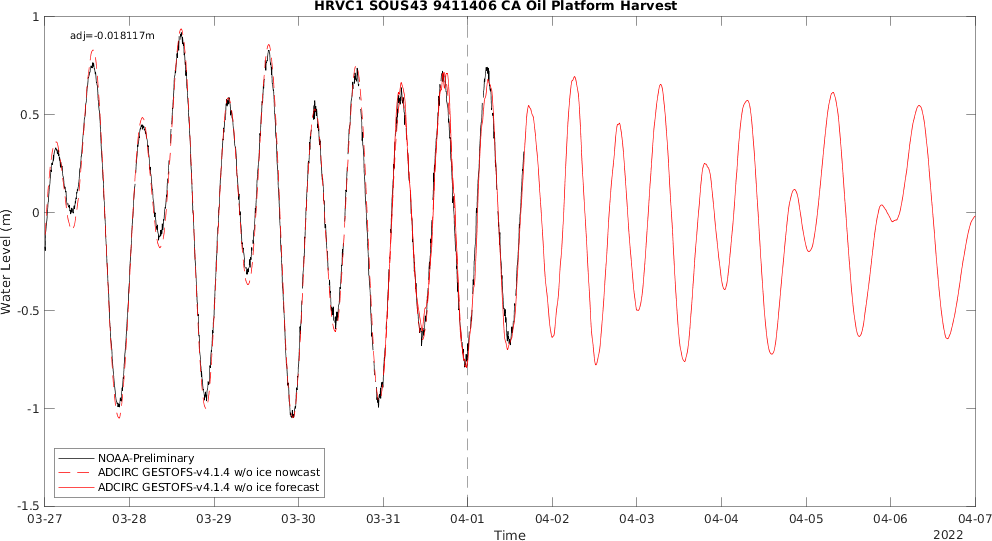 HRVC1 SOUS43 9411406 CA Oil Platform Harvest
adj=-0.018117m
1
0.5
0
-0.5
-1
-1.5
Water Level (m)
NOAA-Preliminary
ADCIRC GESTOFS-v4.1.4 w/o ice nowcast
ADCIRC GESTOFS-v4.1.4 w/o ice forecast
03-27 03-28 03-29 03-30 03-31 04-01 04-02 04-03 04-04 04-05 04-06 04-07
Time
2022